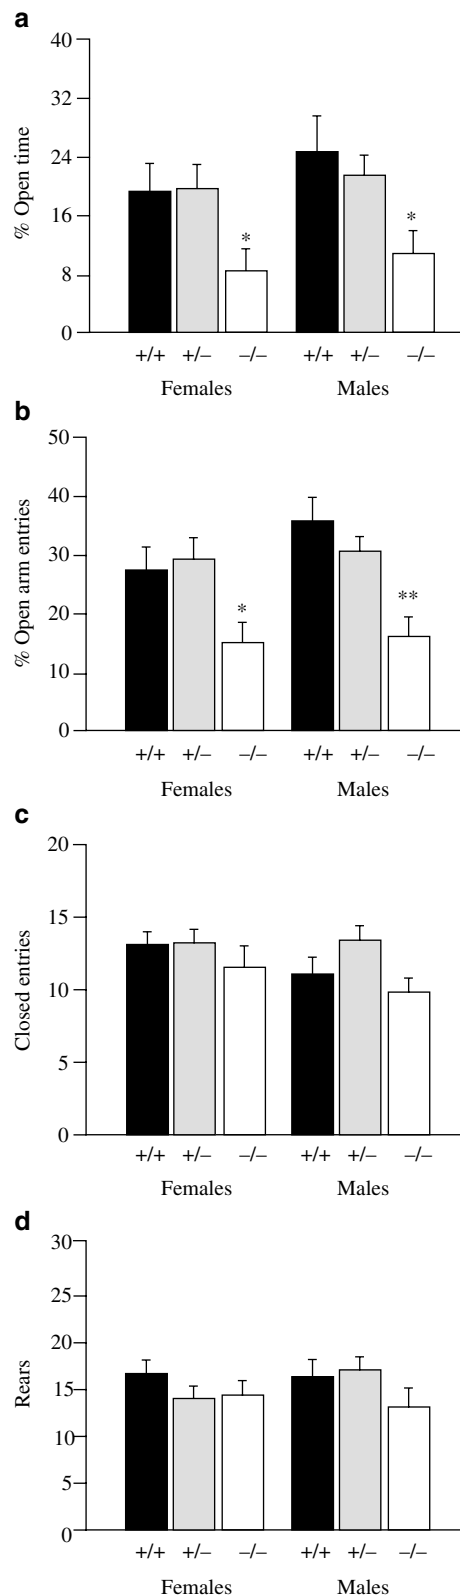 a
40
32
24
16
8
0
% Open time
*
*
+/+ +/– –/– +/+ +/– –/–
Females Males
b
50
40
30
20
10
0
% Open arm entries
*
**
+/+ +/– –/– +/+ +/– –/–
Females Males
c
20
15
10
5
0
Closed entries
+/+ +/– –/– +/+ +/– –/–
Females Males
d
30
25
20
15
10
5
0
Rears
+/+ +/– –/– +/+ +/– –/–
Females Males